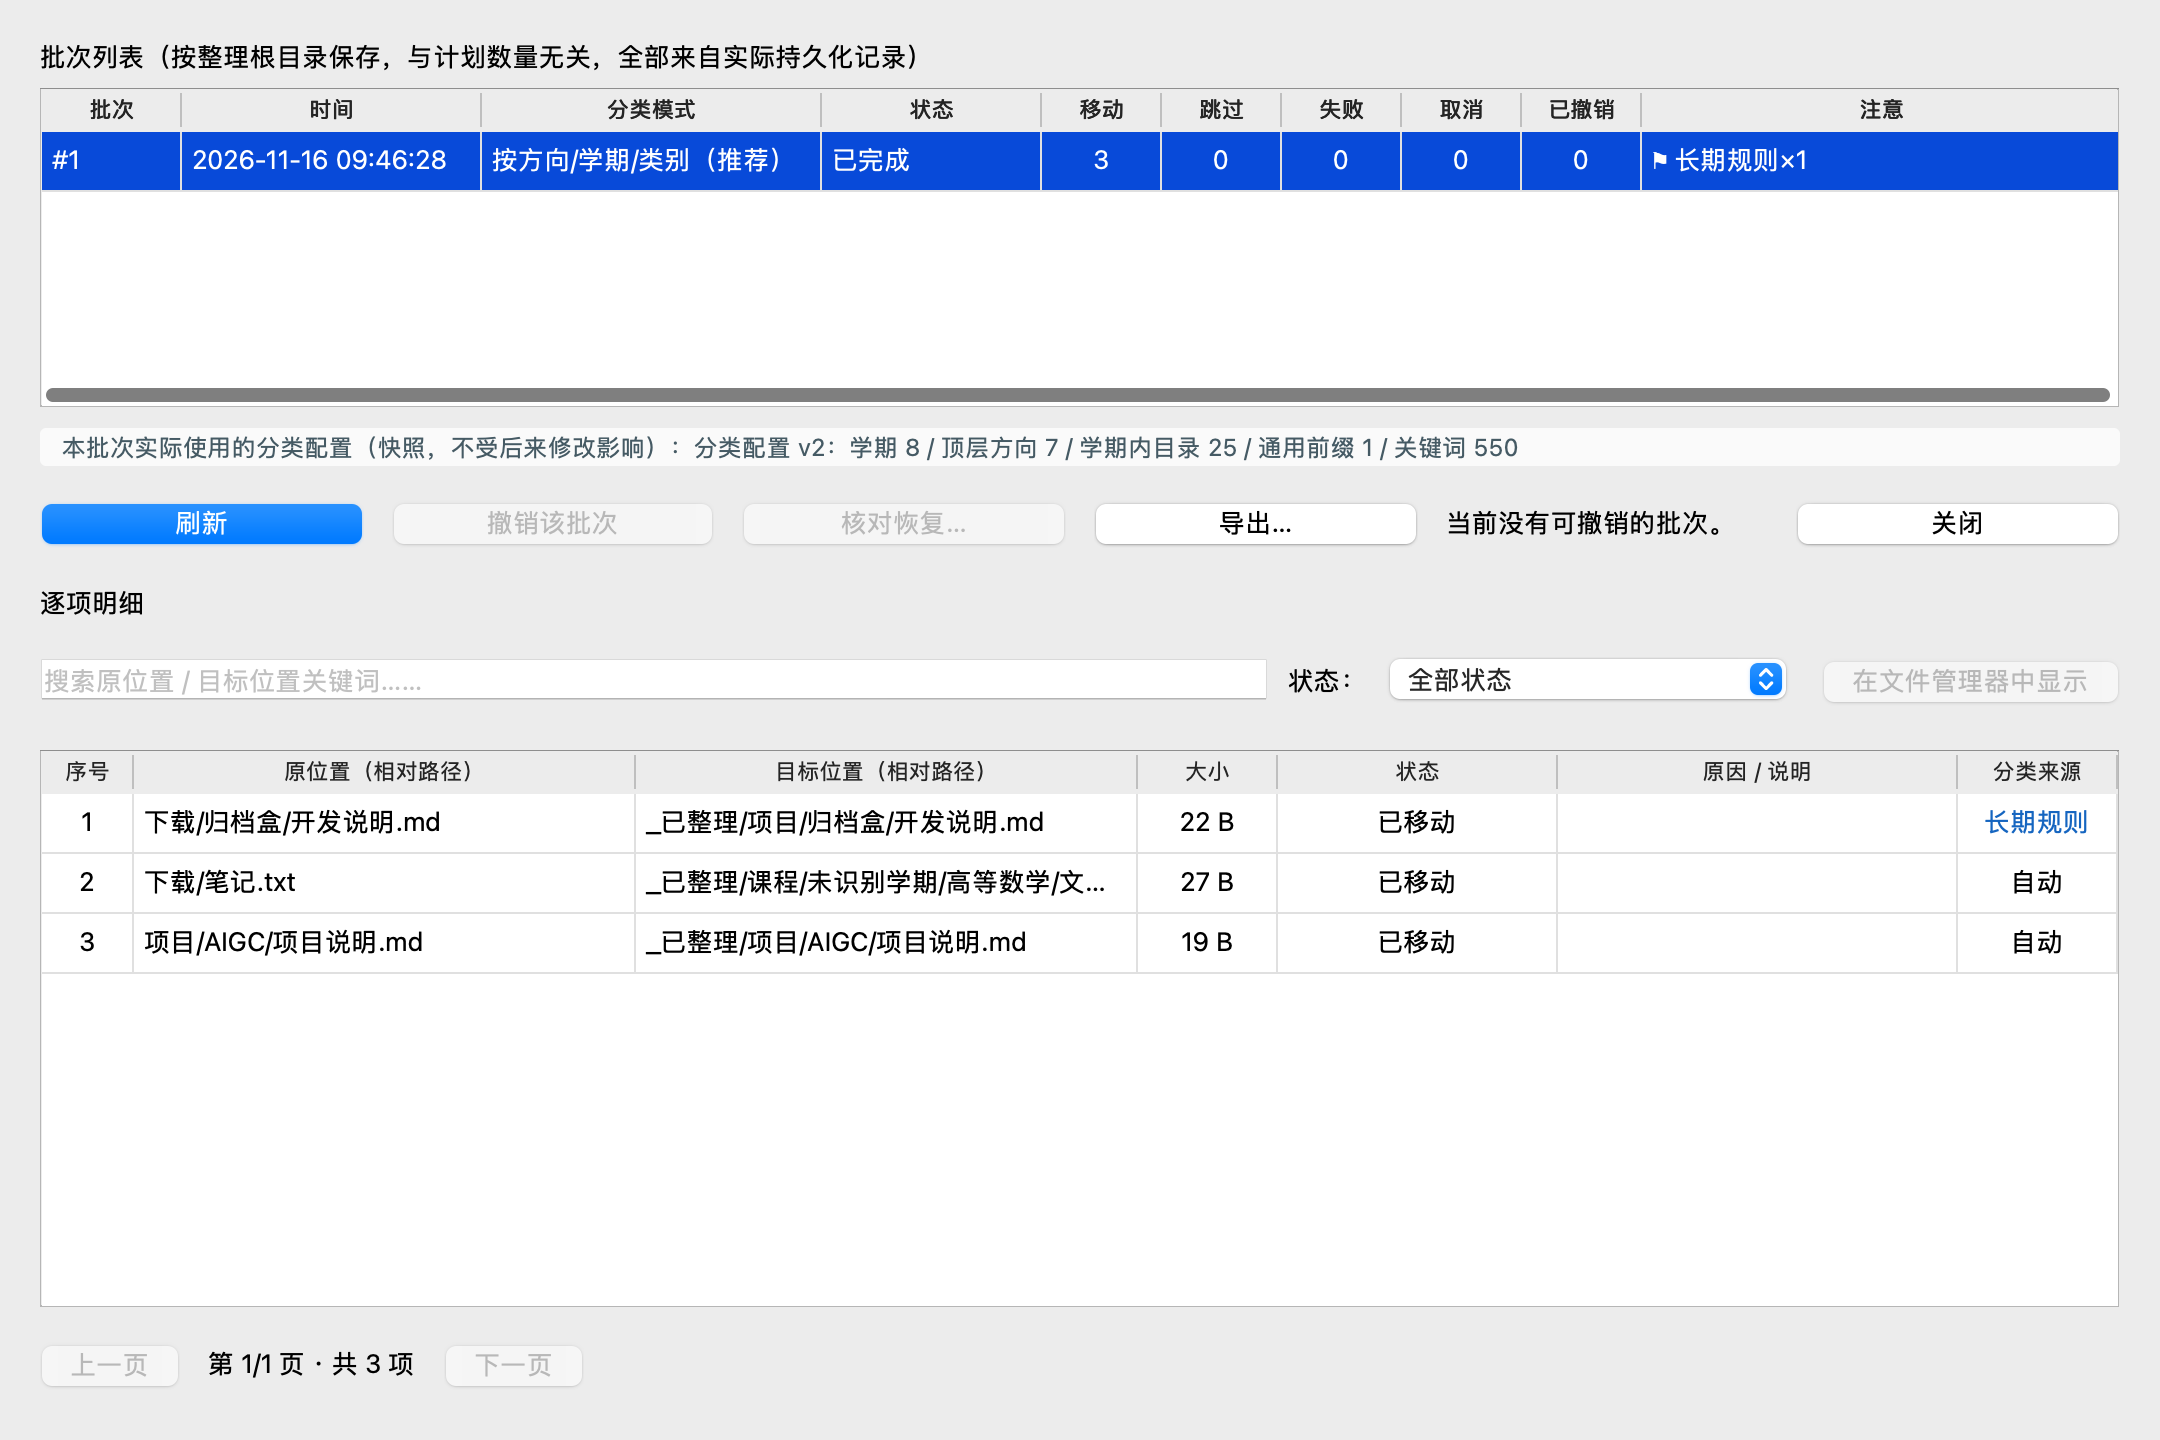 批次列表（按整理根目录保存，与计划数量无关，全部来自实际持久化记录）
批次 时间 分类模式 状态 移动 跳过 失败 取消 已撤销 注意
#1 2026-11-16 09:46:28 按方向/学期/类别（推荐） 已完成 3 0 0 0 0 ⚑ 长期规则×1
本批次实际使用的分类配置（快照，不受后来修改影响）：分类配置 v2：学期 8 / 顶层方向 7 / 学期内目录 25 / 通用前缀 1 / 关键词 550
刷新 撤销该批次 核对恢复... 导出... 当前没有可撤销的批次。 关闭
逐项明细
搜索原位置 / 目标位置关键词…… 状态： 全部状态 在文件管理器中显示
序号 原位置（相对路径） 目标位置（相对路径） 大小 状态 原因 / 说明 分类来源
1 下载/归档盒/开发说明.md _已整理/项目/归档盒/开发说明.md 22 B 已移动 长期规则
2 下载/笔记.txt _已整理/课程/未识别学期/高等数学/文... 27 B 已移动 自动
3 项目/AIGC/项目说明.md _已整理/项目/AIGC/项目说明.md 19 B 已移动 自动
上一页 第 1/1 页 · 共 3 项 下一页